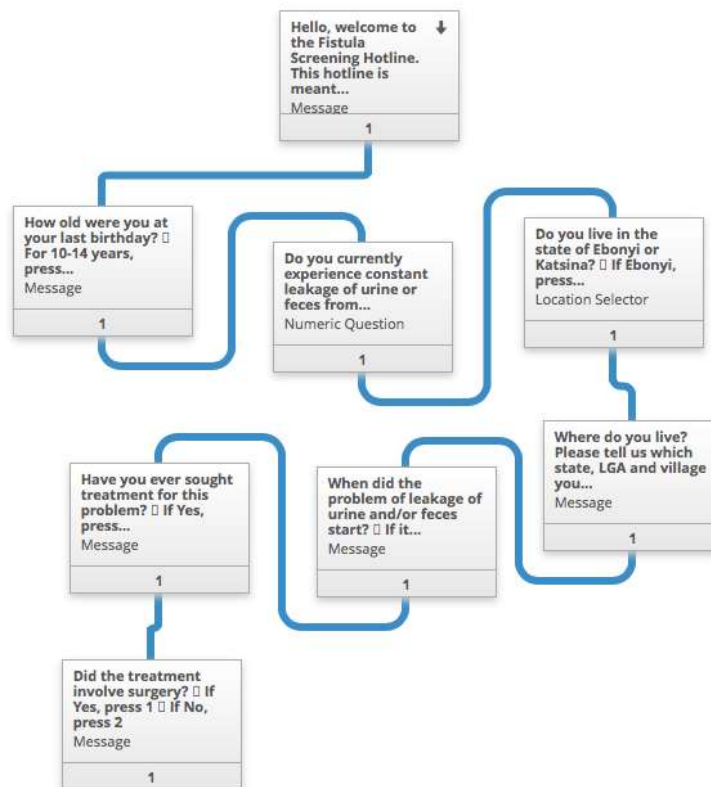 Hello, welcome to
the Fistula
Screening Hotline.
This hotline is
meant...
Message
1
How old were you at
your last birthday? ▯
For 10-14 years,
press...
Message
1
Do you currently
experience constant
leakage of urine or
feces from...
Numeric Question
1
Do you live in the
state of Ebonyi or
Katsina? ▯ If Ebonyi,
press...
Location Selector
1
Where do you live?
Please tell us which
state, LGA and village
you...
Message
1
When did the
problem of leakage of
urine and/or feces
start? ▯ If it...
Message
1
Have you ever sought
treatment for this
problem? ▯ If Yes,
press...
Message
1
Did the treatment
involve surgery? ▯ If
Yes, press 1 ▯ If No,
press 2
Message
1